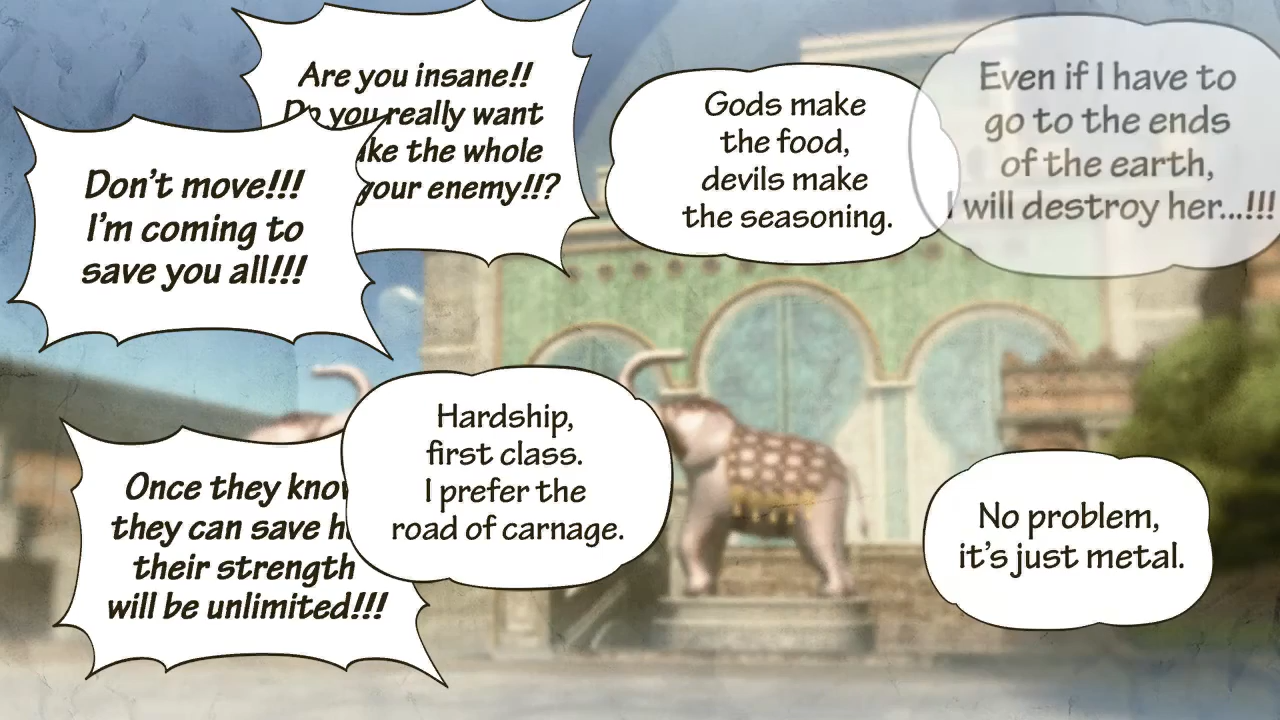 Are you insane!!
Do you really want
the whole
your enemy!!?
Don't move!!!
I'm coming to
save you all!!!
Gods make
the food,
devils make
the seasoning.
Even if I have to
go to the ends
of the earth,
I will destroy her...!!!
Hardship,
first class.
I prefer the
road of carnage.
Once they know
they can save
their strength
will be unlimited!!!
No problem,
it's just metal.